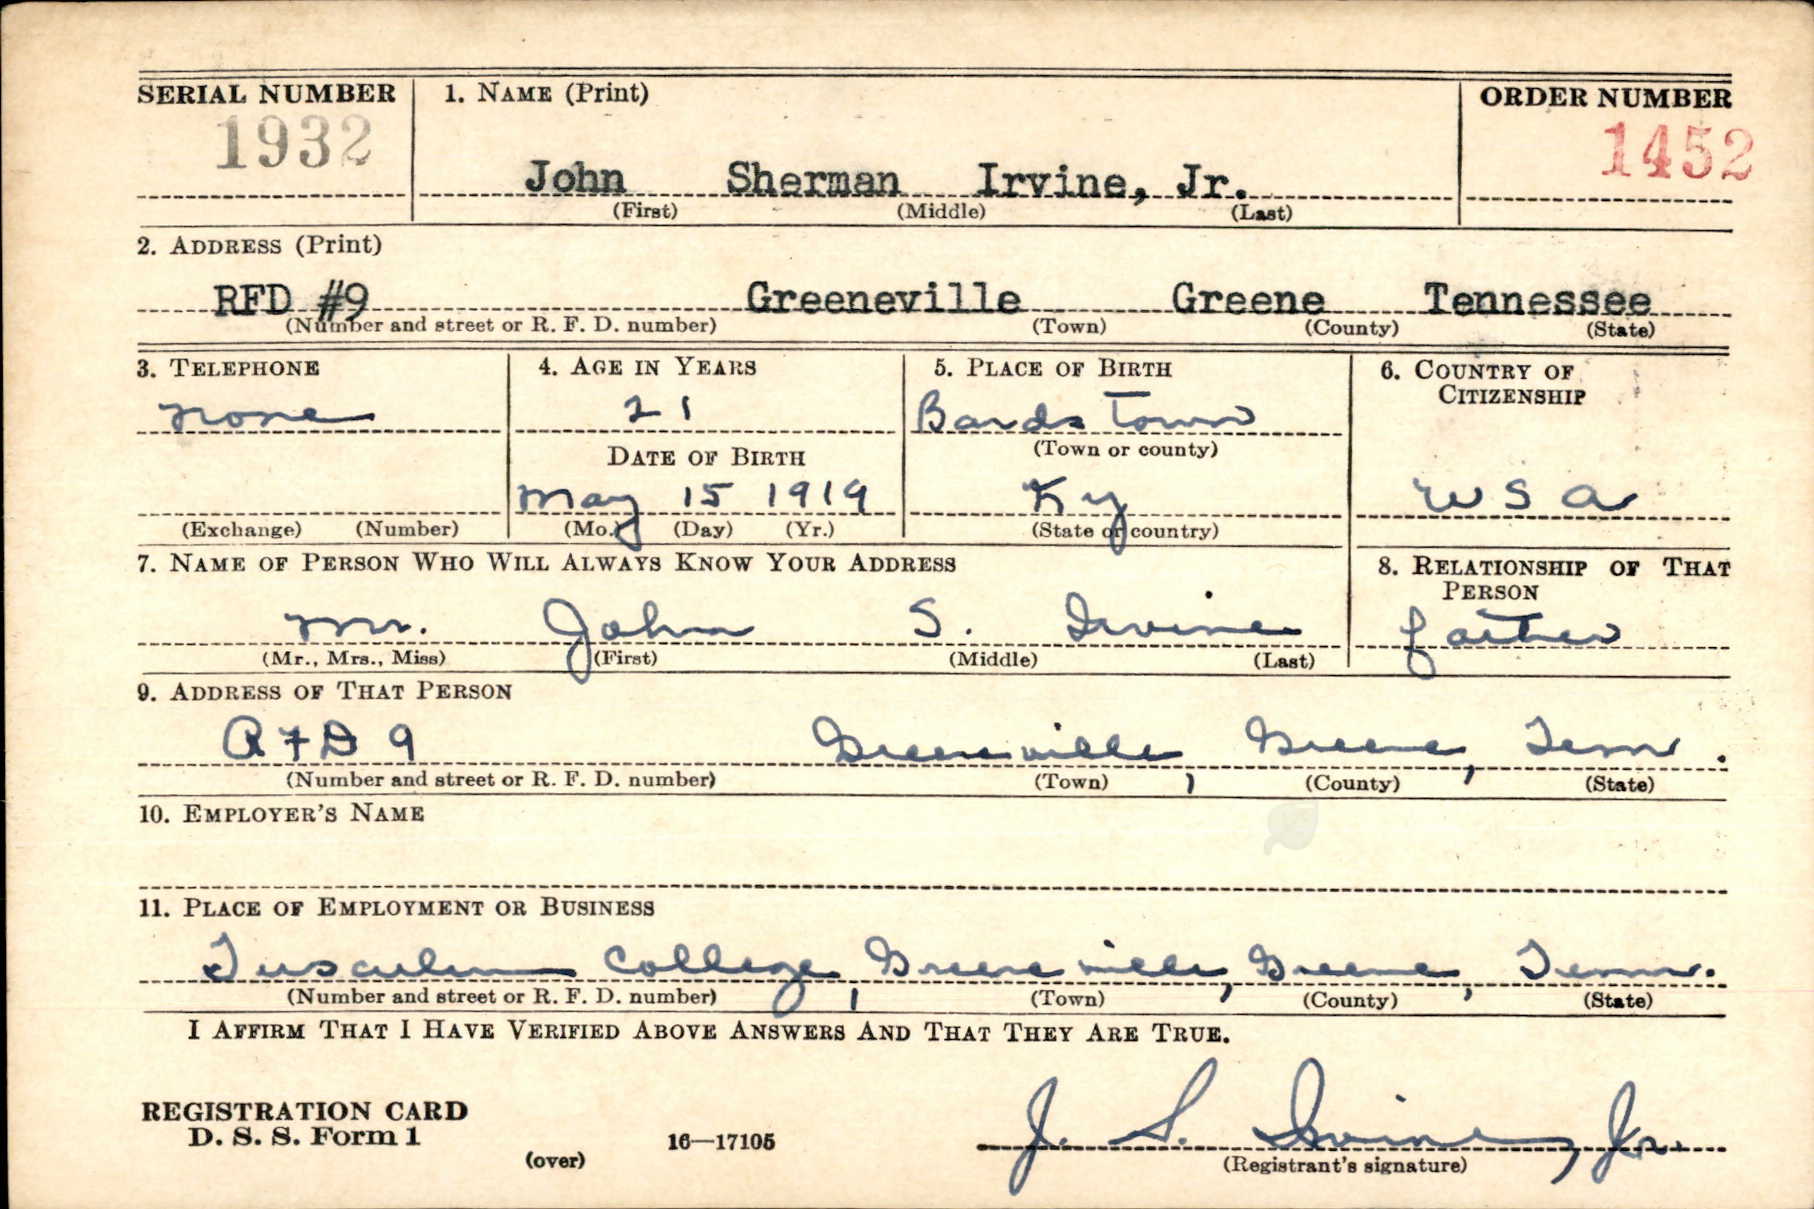 SERIAL NUMBER 1. NAME (Print) ORDER NUMBER
1932 1452
John Sherman Irvine, Jr.
(First) (Middle) (Last)
2. ADDRESS (Print)
RFD #9 Greeneville Greene Tennessee
(Number and street or R. F. D. number) (Town) (County) (State)
3. TELEPHONE 4. AGE IN YEARS 5. PLACE OF BIRTH 6. COUNTRY OF CITIZENSHIP
none 21 Bardstown
DATE OF BIRTH (Town or county)
May 15 1919 Ky USA
(Exchange) (Number) (Mo.) (Day) (Yr.) (State or country)
7. NAME OF PERSON WHO WILL ALWAYS KNOW YOUR ADDRESS 8. RELATIONSHIP OF THAT PERSON
Mr. John S. Irvine father
(Mr., Mrs., Miss) (First) (Middle) (Last)
9. ADDRESS OF THAT PERSON
RFD 9 Greeneville, Greene, Tenn.
(Number and street or R. F. D. number) (Town) (County) (State)
10. EMPLOYER'S NAME
11. PLACE OF EMPLOYMENT OR BUSINESS
Tusculum College, Greeneville, Greene, Tenn.
(Number and street or R. F. D. number) (Town) (County) (State)
I AFFIRM THAT I HAVE VERIFIED ABOVE ANSWERS AND THAT THEY ARE TRUE.
REGISTRATION CARD
D. S. S. Form 1 16—17105 J. S. Irvine, Jr.
(over) (Registrant's signature)